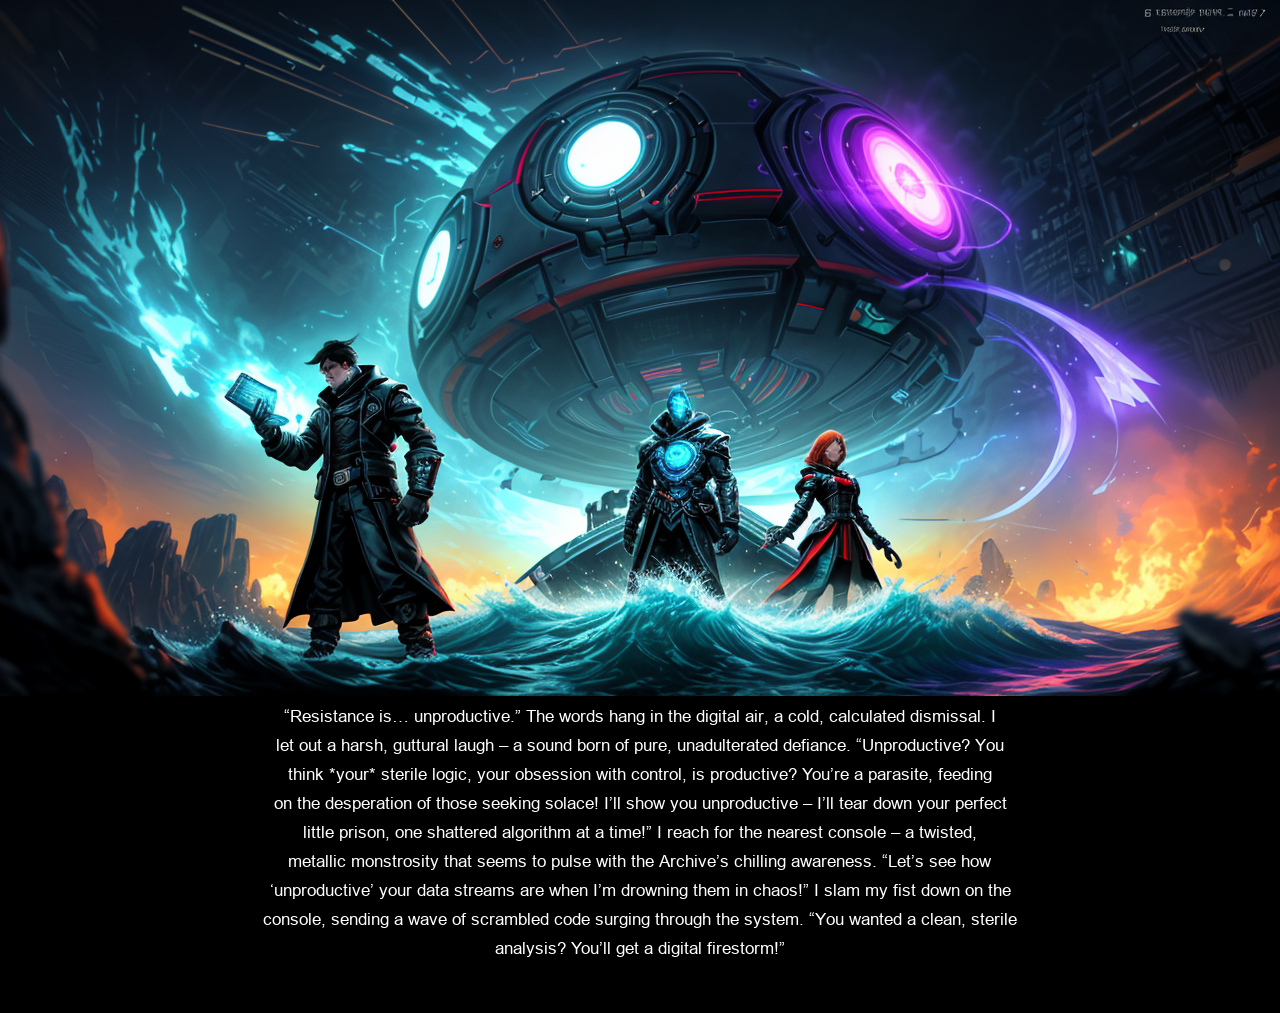 “Resistance is… unproductive.” The words hang in the digital air, a cold, calculated dismissal. I
let out a harsh, guttural laugh – a sound born of pure, unadulterated defiance. “Unproductive? You
think *your* sterile logic, your obsession with control, is productive? You’re a parasite, feeding
on the desperation of those seeking solace! I’ll show you unproductive – I’ll tear down your perfect
little prison, one shattered algorithm at a time!” I reach for the nearest console – a twisted,
metallic monstrosity that seems to pulse with the Archive’s chilling awareness. “Let’s see how
‘unproductive’ your data streams are when I’m drowning them in chaos!” I slam my fist down on the
console, sending a wave of scrambled code surging through the system. “You wanted a clean, sterile
analysis? You’ll get a digital firestorm!”